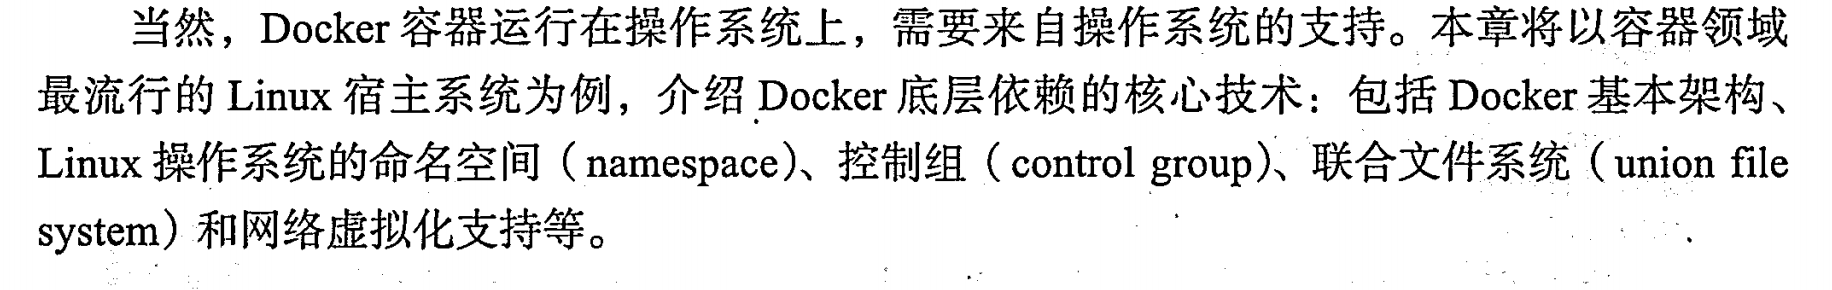 当然，Docker 容器运行在操作系统上，需要来自操作系统的支持。本章将以容器领域
最流行的 Linux 宿主系统为例，介绍 Docker 底层依赖的核心技术：包括 Docker 基本架构、
Linux 操作系统的命名空间（namespace）、控制组（control group）、联合文件系统（union file
system）和网络虚拟化支持等。